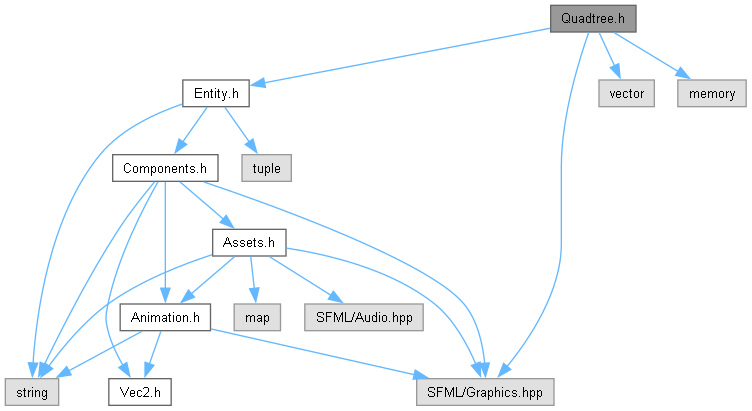 Quadtree.h
Entity.h
vector
memory
Components.h
tuple
Assets.h
Animation.h
map
SFML/Audio.hpp
string
Vec2.h
SFML/Graphics.hpp